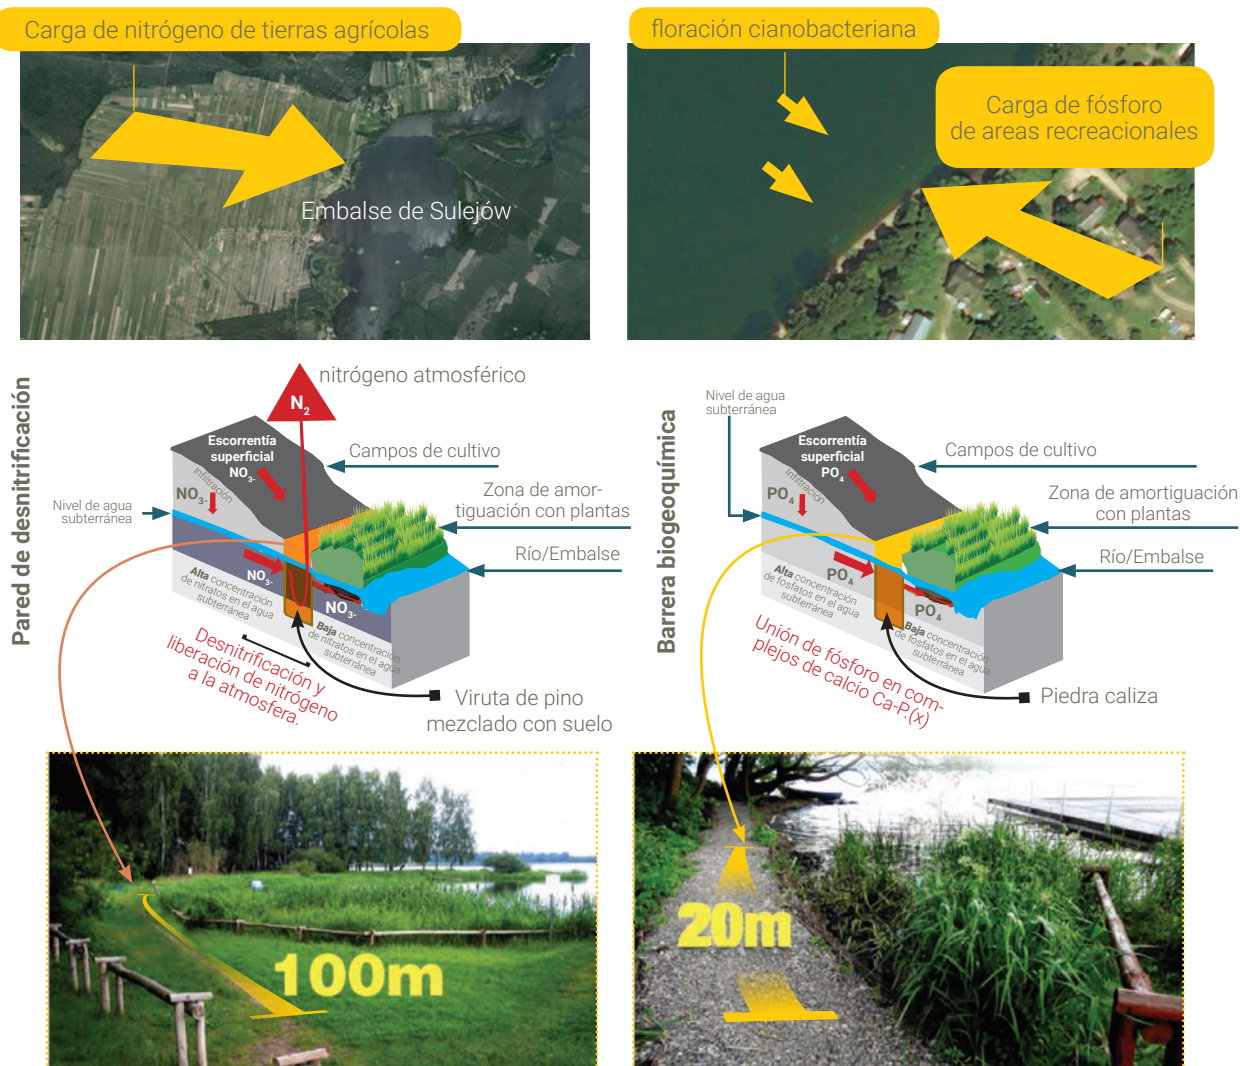 Carga de nitrógeno de tierras agrícolas
Embalse de Sulejów
floración cianobacteriana
Carga de fósforo
de areas recreacionales
Pared de desnitrificación
nitrógeno atmosférico
N2
Escorrentía
superficial
NO3-
Infiltración
NO3-
Nivel de agua
subterránea
Campos de cultivo
Zona de amor-
tiguación con plantas
Río/Embalse
NO3-
NO3-
Alta concentración
de nitratos en el agua
subterránea
Baja concentración
de nitratos en el agua
subterránea
Desnitrificación y
liberación de nitrógeno
a la atmosfera.
Viruta de pino
mezclado con suelo
100m
Barrera biogeoquímica
Nivel de agua
subterránea
Escorrentía
superficial
PO4
Infiltración
PO4
Campos de cultivo
Zona de amortiguación
con plantas
Río/Embalse
PO4
PO4
Alta concentración
de fosfatos en el agua
subterránea
Baja concentración
de fosfatos en el agua
subterránea
Unión de fósforo en com-
plejos de calcio Ca-P.(x)
Piedra caliza
20m